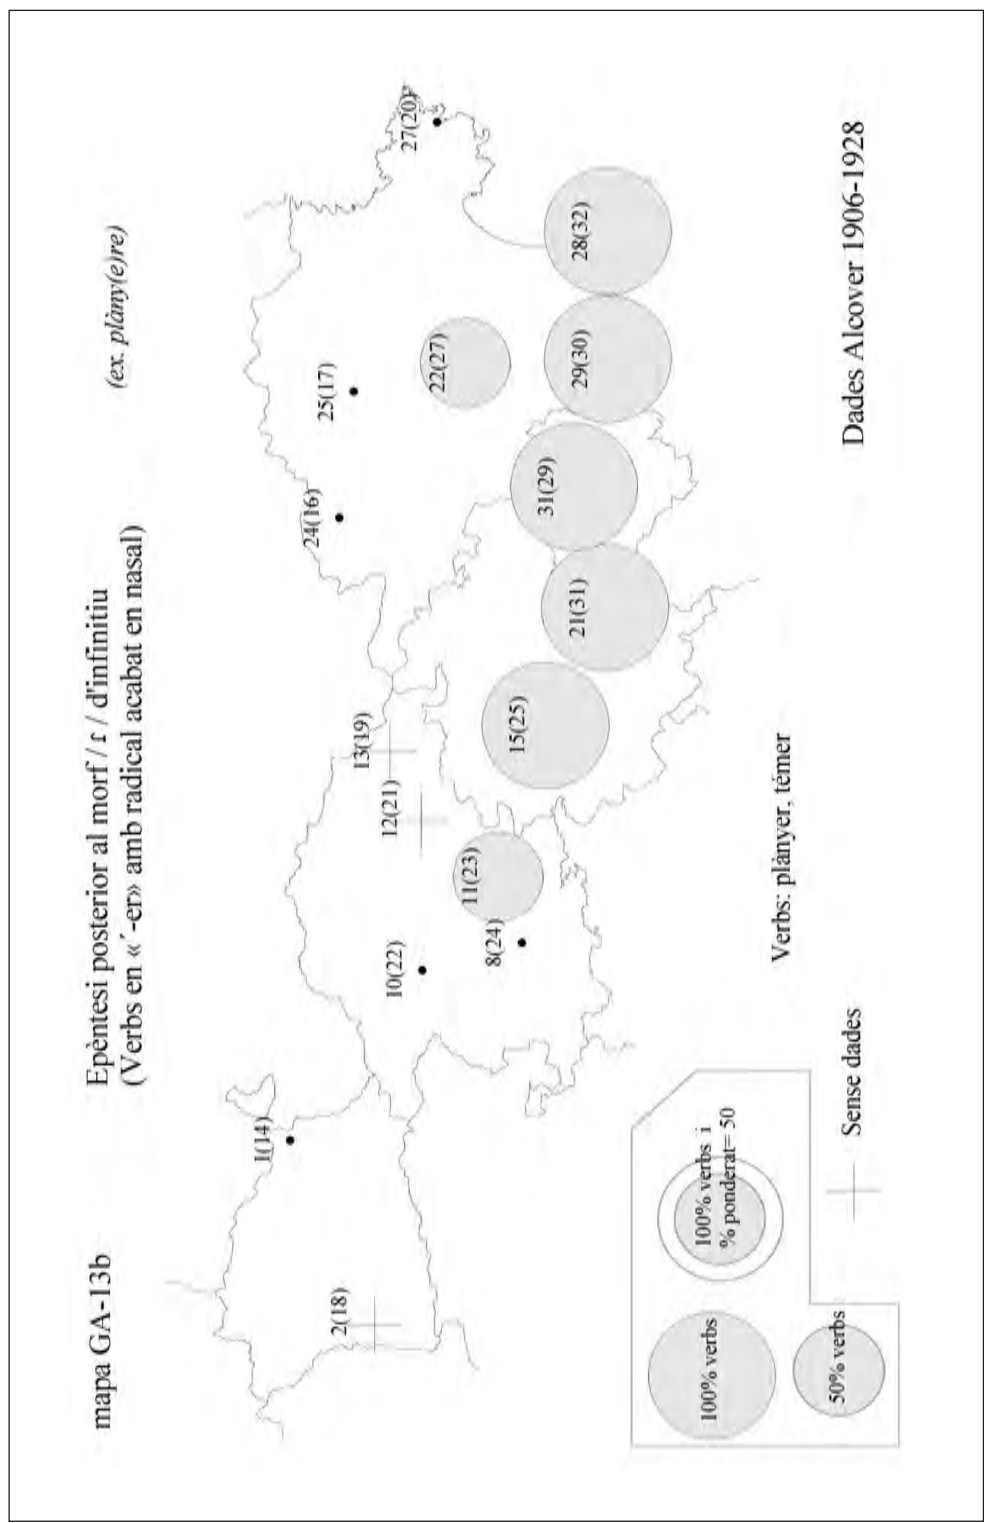 mapa GA-13b
Epèntesi posterior al morf / ɾ / d'infinitiu
(ex. plàny(e)re)
(Verbs en «´-er» amb radical acabat en nasal)
1(14)
2(18)
24(16)
25(17)
27(20)
13(19)
12(21)
10(22)
11(23)
8(24)
22(27)
15(25)
21(31)
31(29)
29(30)
28(32)
100% verbs
50% verbs
100% verbs i
% ponderat= 50
Sense dades
Verbs: plànyer, témer
Dades Alcover 1906-1928